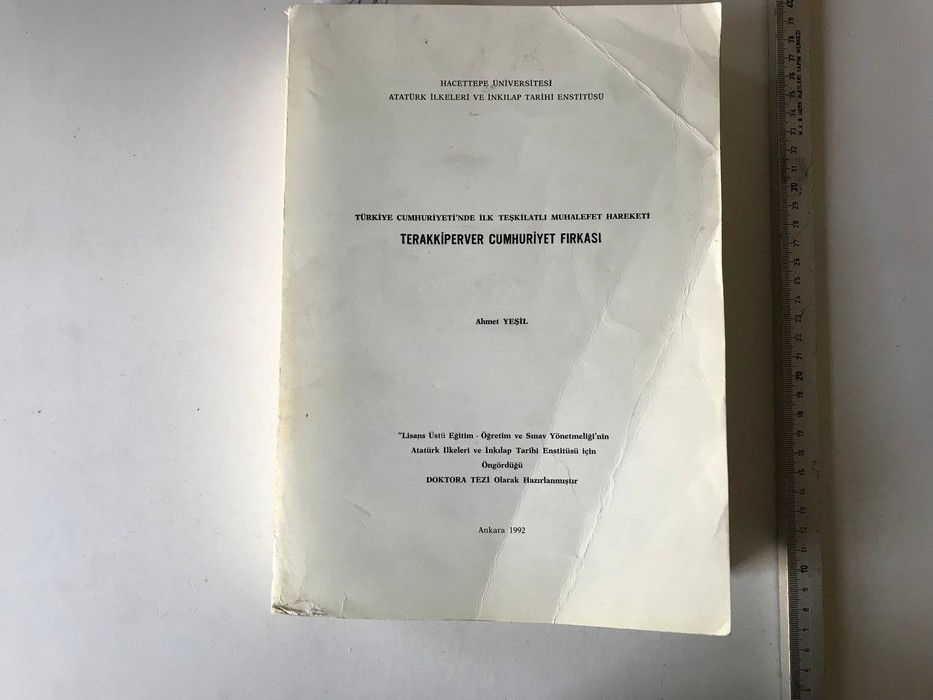 HACETTEPE ÜNİVERSİTESİ
ATATÜRK İLKELERİ VE İNKILAP TARİHİ ENSTİTÜSÜ
TÜRKİYE CUMHURİYETİ'NDE İLK TEŞKİLATLI MUHALEFET HAREKETİ
TERAKKİPERVER CUMHURİYET FIRKASI
Ahmet YEŞİL
"Lisans Üstü Eğitim - Öğretim ve Sınav Yönetmeliği'nin
Atatürk İlkeleri ve İnkılap Tarihi Enstitüsü için
Öngördüğü
DOKTORA TEZİ Olarak Hazırlanmıştır
Ankara 1992